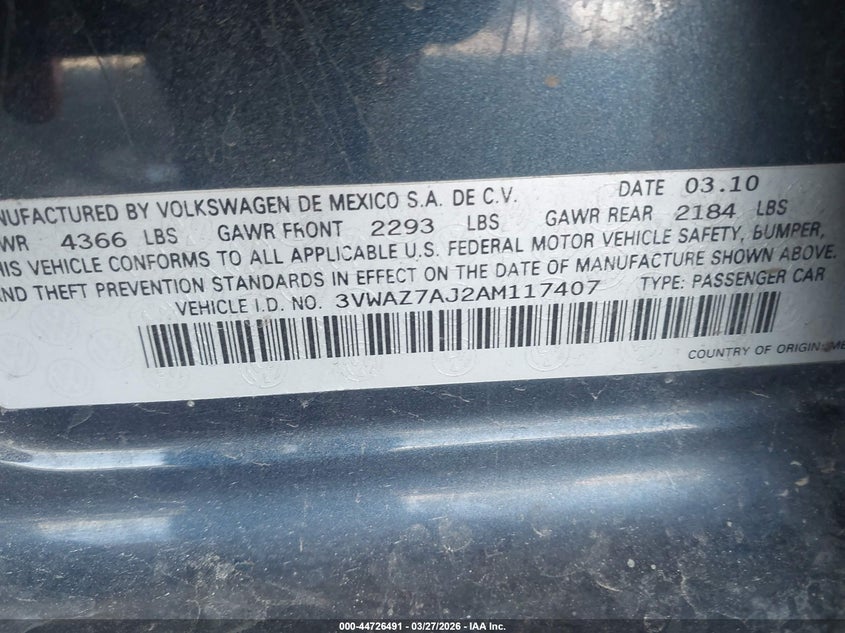 NUFACTURED BY VOLKSWAGEN DE MEXICO S.A. DE C.V. DATE 03.10
WR 4366 LBS GAWR FRONT 2293 LBS GAWR REAR 2184 LBS
HIS VEHICLE CONFORMS TO ALL APPLICABLE U.S. FEDERAL MOTOR VEHICLE SAFETY, BUMPER,
ND THEFT PREVENTION STANDARDS IN EFFECT ON THE DATE OF MANUFACTURE SHOWN ABOVE.
VEHICLE I.D. NO. 3VWAZ7AJ2AM117407 TYPE: PASSENGER CAR
COUNTRY OF ORIGIN: ME
000-44726491 | 03/27/2026 - IAA Inc.